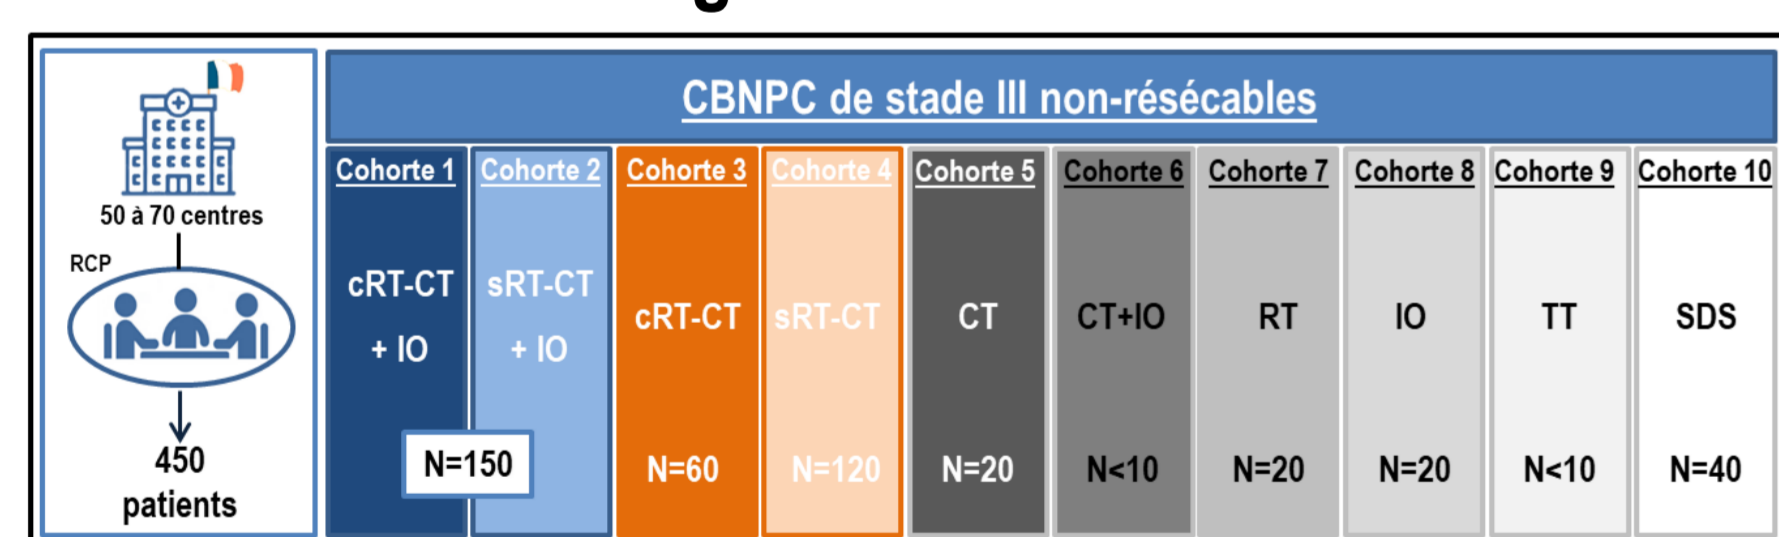 CBNPC de stade III non-résécables
50 à 70 centres
RCP
450
patients
Cohorte 1
cRT-CT
+ IO
Cohorte 2
sRT-CT
+ IO
N=150
Cohorte 3
cRT-CT
N=60
Cohorte 4
sRT-CT
N=120
Cohorte 5
CT
N=20
Cohorte 6
CT+IO
N<10
Cohorte 7
RT
N=20
Cohorte 8
IO
N=20
Cohorte 9
TT
N<10
Cohorte 10
SDS
N=40